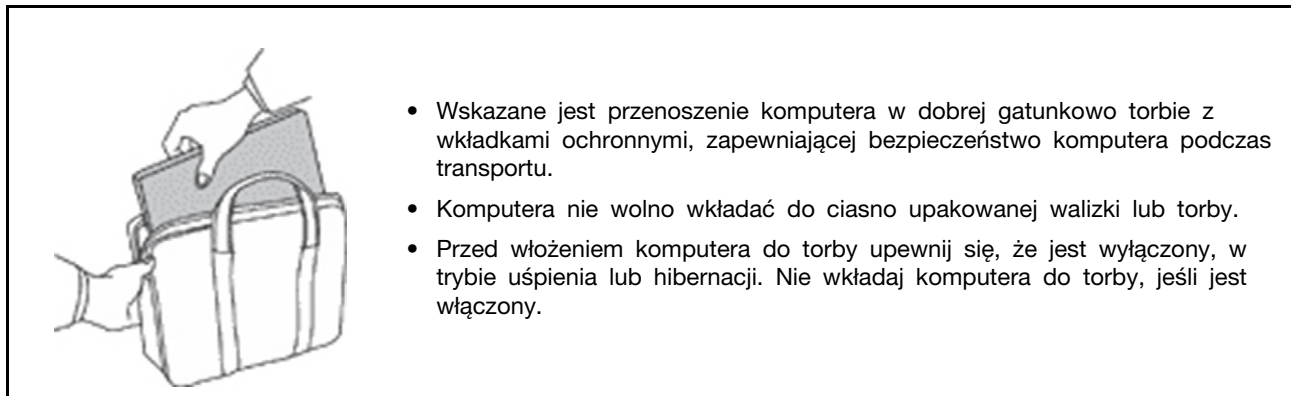 • Wskazane jest przenoszenie komputera w dobrej gatunkowo torbie z
wkładkami ochronnymi, zapewniającej bezpieczeństwo komputera podczas
transportu.
• Komputera nie wolno wkładać do ciasno upakowanej walizki lub torby.
• Przed włożeniem komputera do torby upewnij się, że jest wyłączony, w
trybie uśpienia lub hibernacji. Nie wkładaj komputera do torby, jeśli jest
włączony.